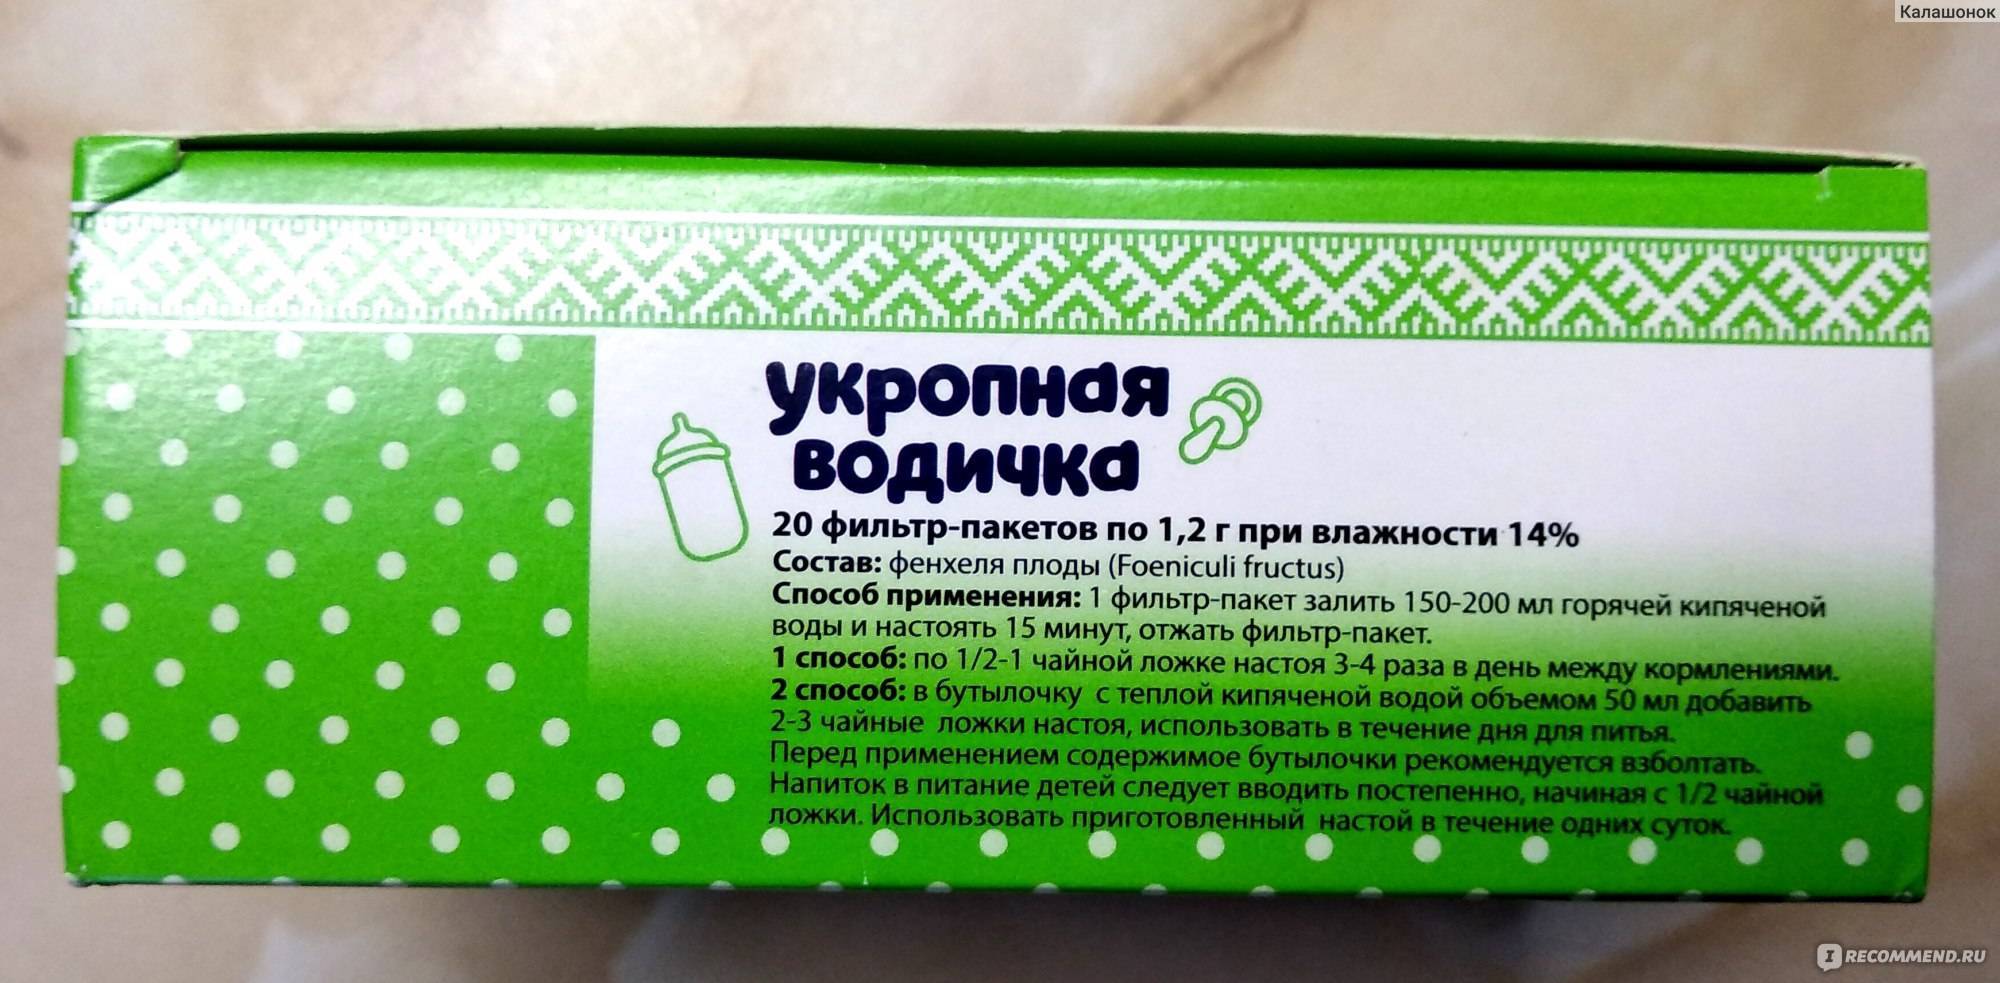 Калашонок
укропная
водичка
20 фильтр-пакетов по 1,2 г при влажности 14%
Состав: фенхеля плоды (Foeniculi fructus)
Способ применения: 1 фильтр-пакет залить 150-200 мл горячей кипяченой
воды и настоять 15 минут, отжать фильтр-пакет.
1 способ: по 1/2-1 чайной ложке настоя 3-4 раза в день между кормлениями.
2 способ: в бутылочку с теплой кипяченой водой объемом 50 мл добавить
2-3 чайные ложки настоя, использовать в течение дня для питья.
Перед применением содержимое бутылочки рекомендуется взболтать.
Напиток в питание детей следует вводить постепенно, начиная с 1/2 чайной
ложки. Использовать приготовленный настой в течение одних суток.
IRECOMMEND.RU